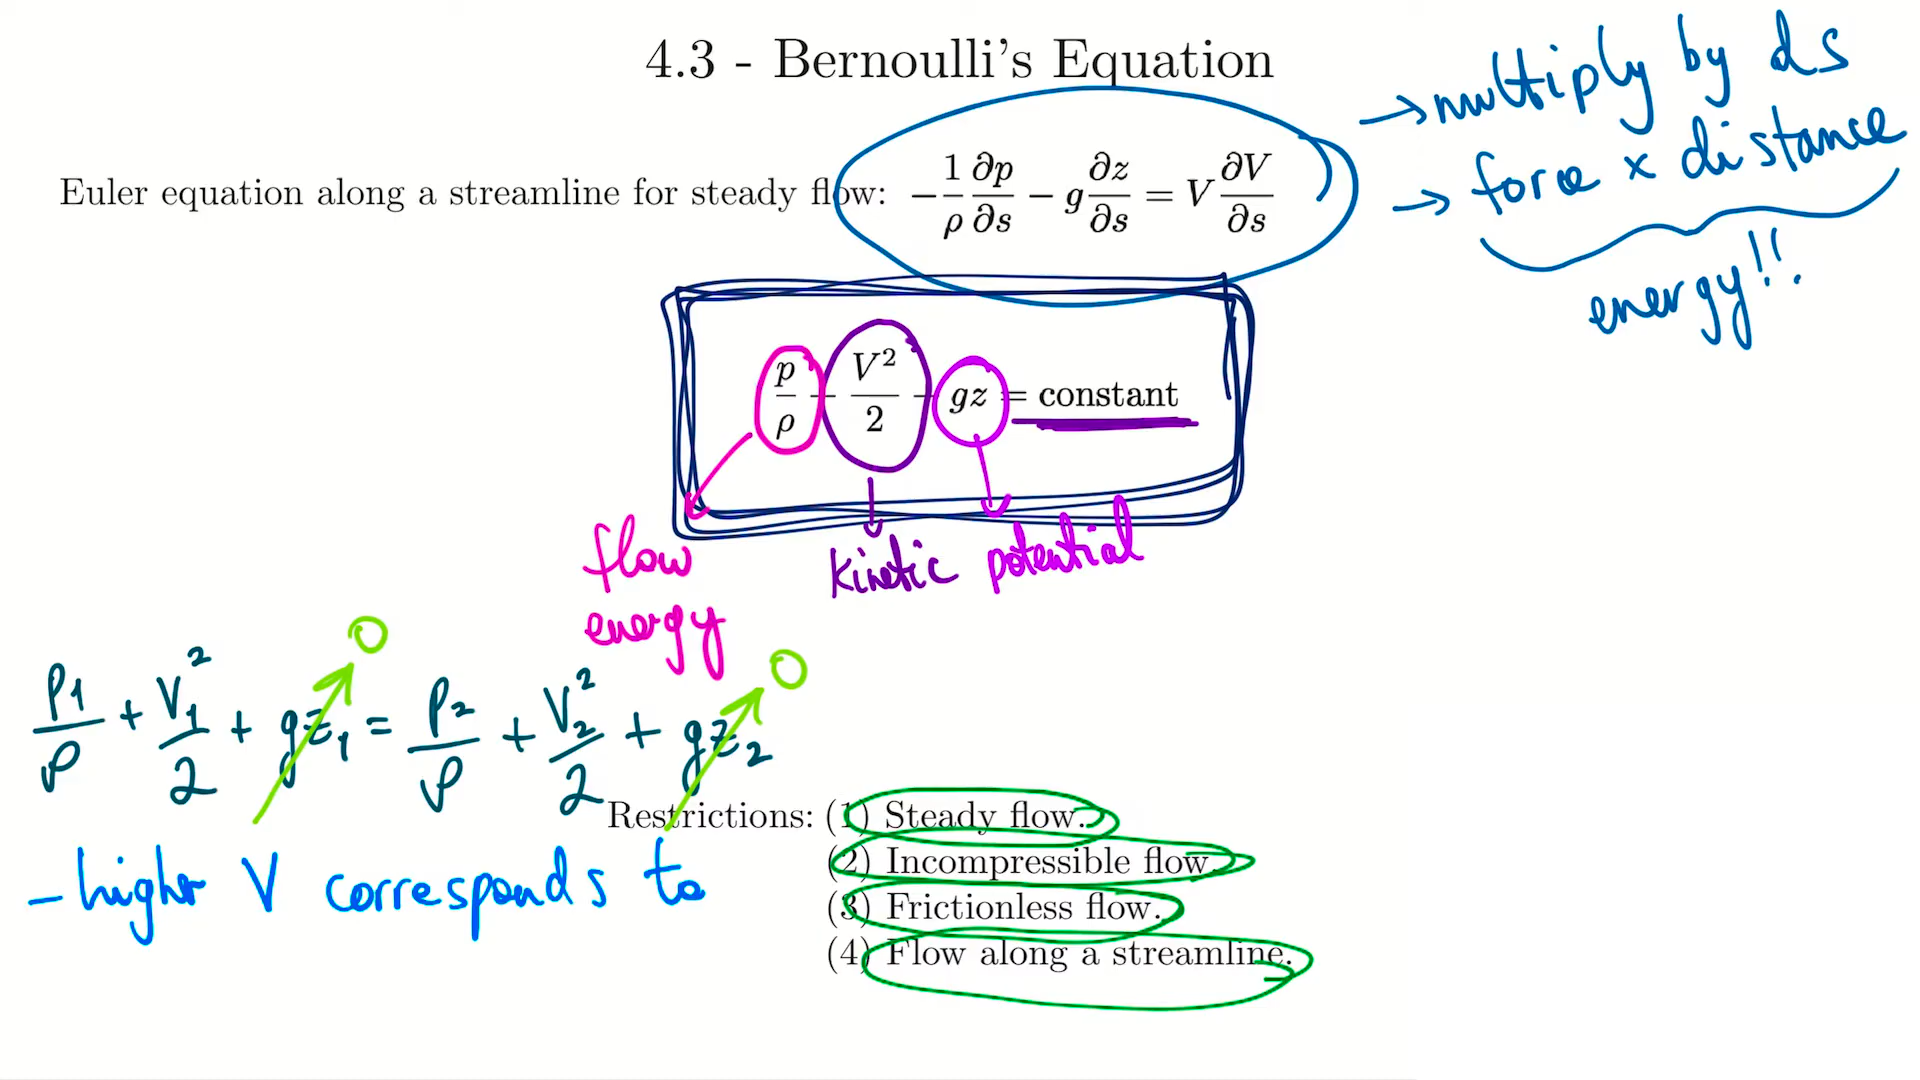 4.3 - Bernoulli's Equation
→ multiply by ds
→ force × distance
energy!!
Euler equation along a streamline for steady flow: −1/ρ ∂p/∂s − g ∂z/∂s = V ∂V/∂s
p/ρ + V²/2 + gz = constant
flow energy
kinetic
potential
p₁/ρ + V₁²/2 + gz₁ = p₂/ρ + V₂²/2 + gz₂
0
0
- higher V corresponds to
Restrictions: (1) Steady flow.
(2) Incompressible flow.
(3) Frictionless flow.
(4) Flow along a streamline.